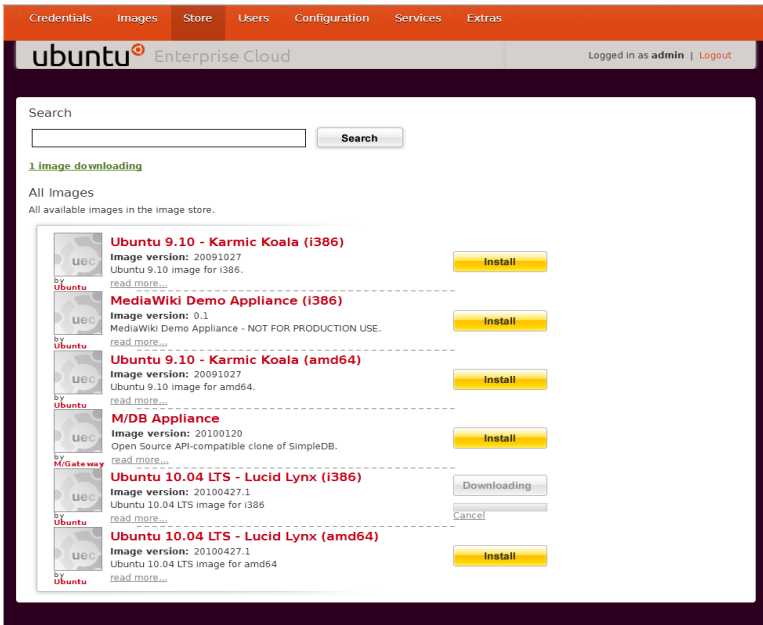 Credentials Images Store Users Configuration Services Extras
ubuntu Enterprise Cloud
Logged in as admin | Logout
Search
Search
1 image downloading
All Images
All available images in the image store.
uec
by
Ubuntu
Ubuntu 9.10 - Karmic Koala (i386)
Image version: 20091027
Ubuntu 9.10 image for i386.
read more...
Install
uec
by
Ubuntu
MediaWiki Demo Appliance (i386)
Image version: 0.1
MediaWiki Demo Appliance - NOT FOR PRODUCTION USE.
read more...
Install
uec
by
Ubuntu
Ubuntu 9.10 - Karmic Koala (amd64)
Image version: 20091027
Ubuntu 9.10 image for amd64.
read more...
Install
uec
by
M/Gateway
M/DB Appliance
Image version: 20100120
Open Source API-compatible clone of SimpleDB.
read more...
Install
uec
by
Ubuntu
Ubuntu 10.04 LTS - Lucid Lynx (i386)
Image version: 20100427.1
Ubuntu 10.04 LTS image for i386
read more...
Downloading
Cancel
uec
by
Ubuntu
Ubuntu 10.04 LTS - Lucid Lynx (amd64)
Image version: 20100427.1
Ubuntu 10.04 LTS image for amd64
read more...
Install